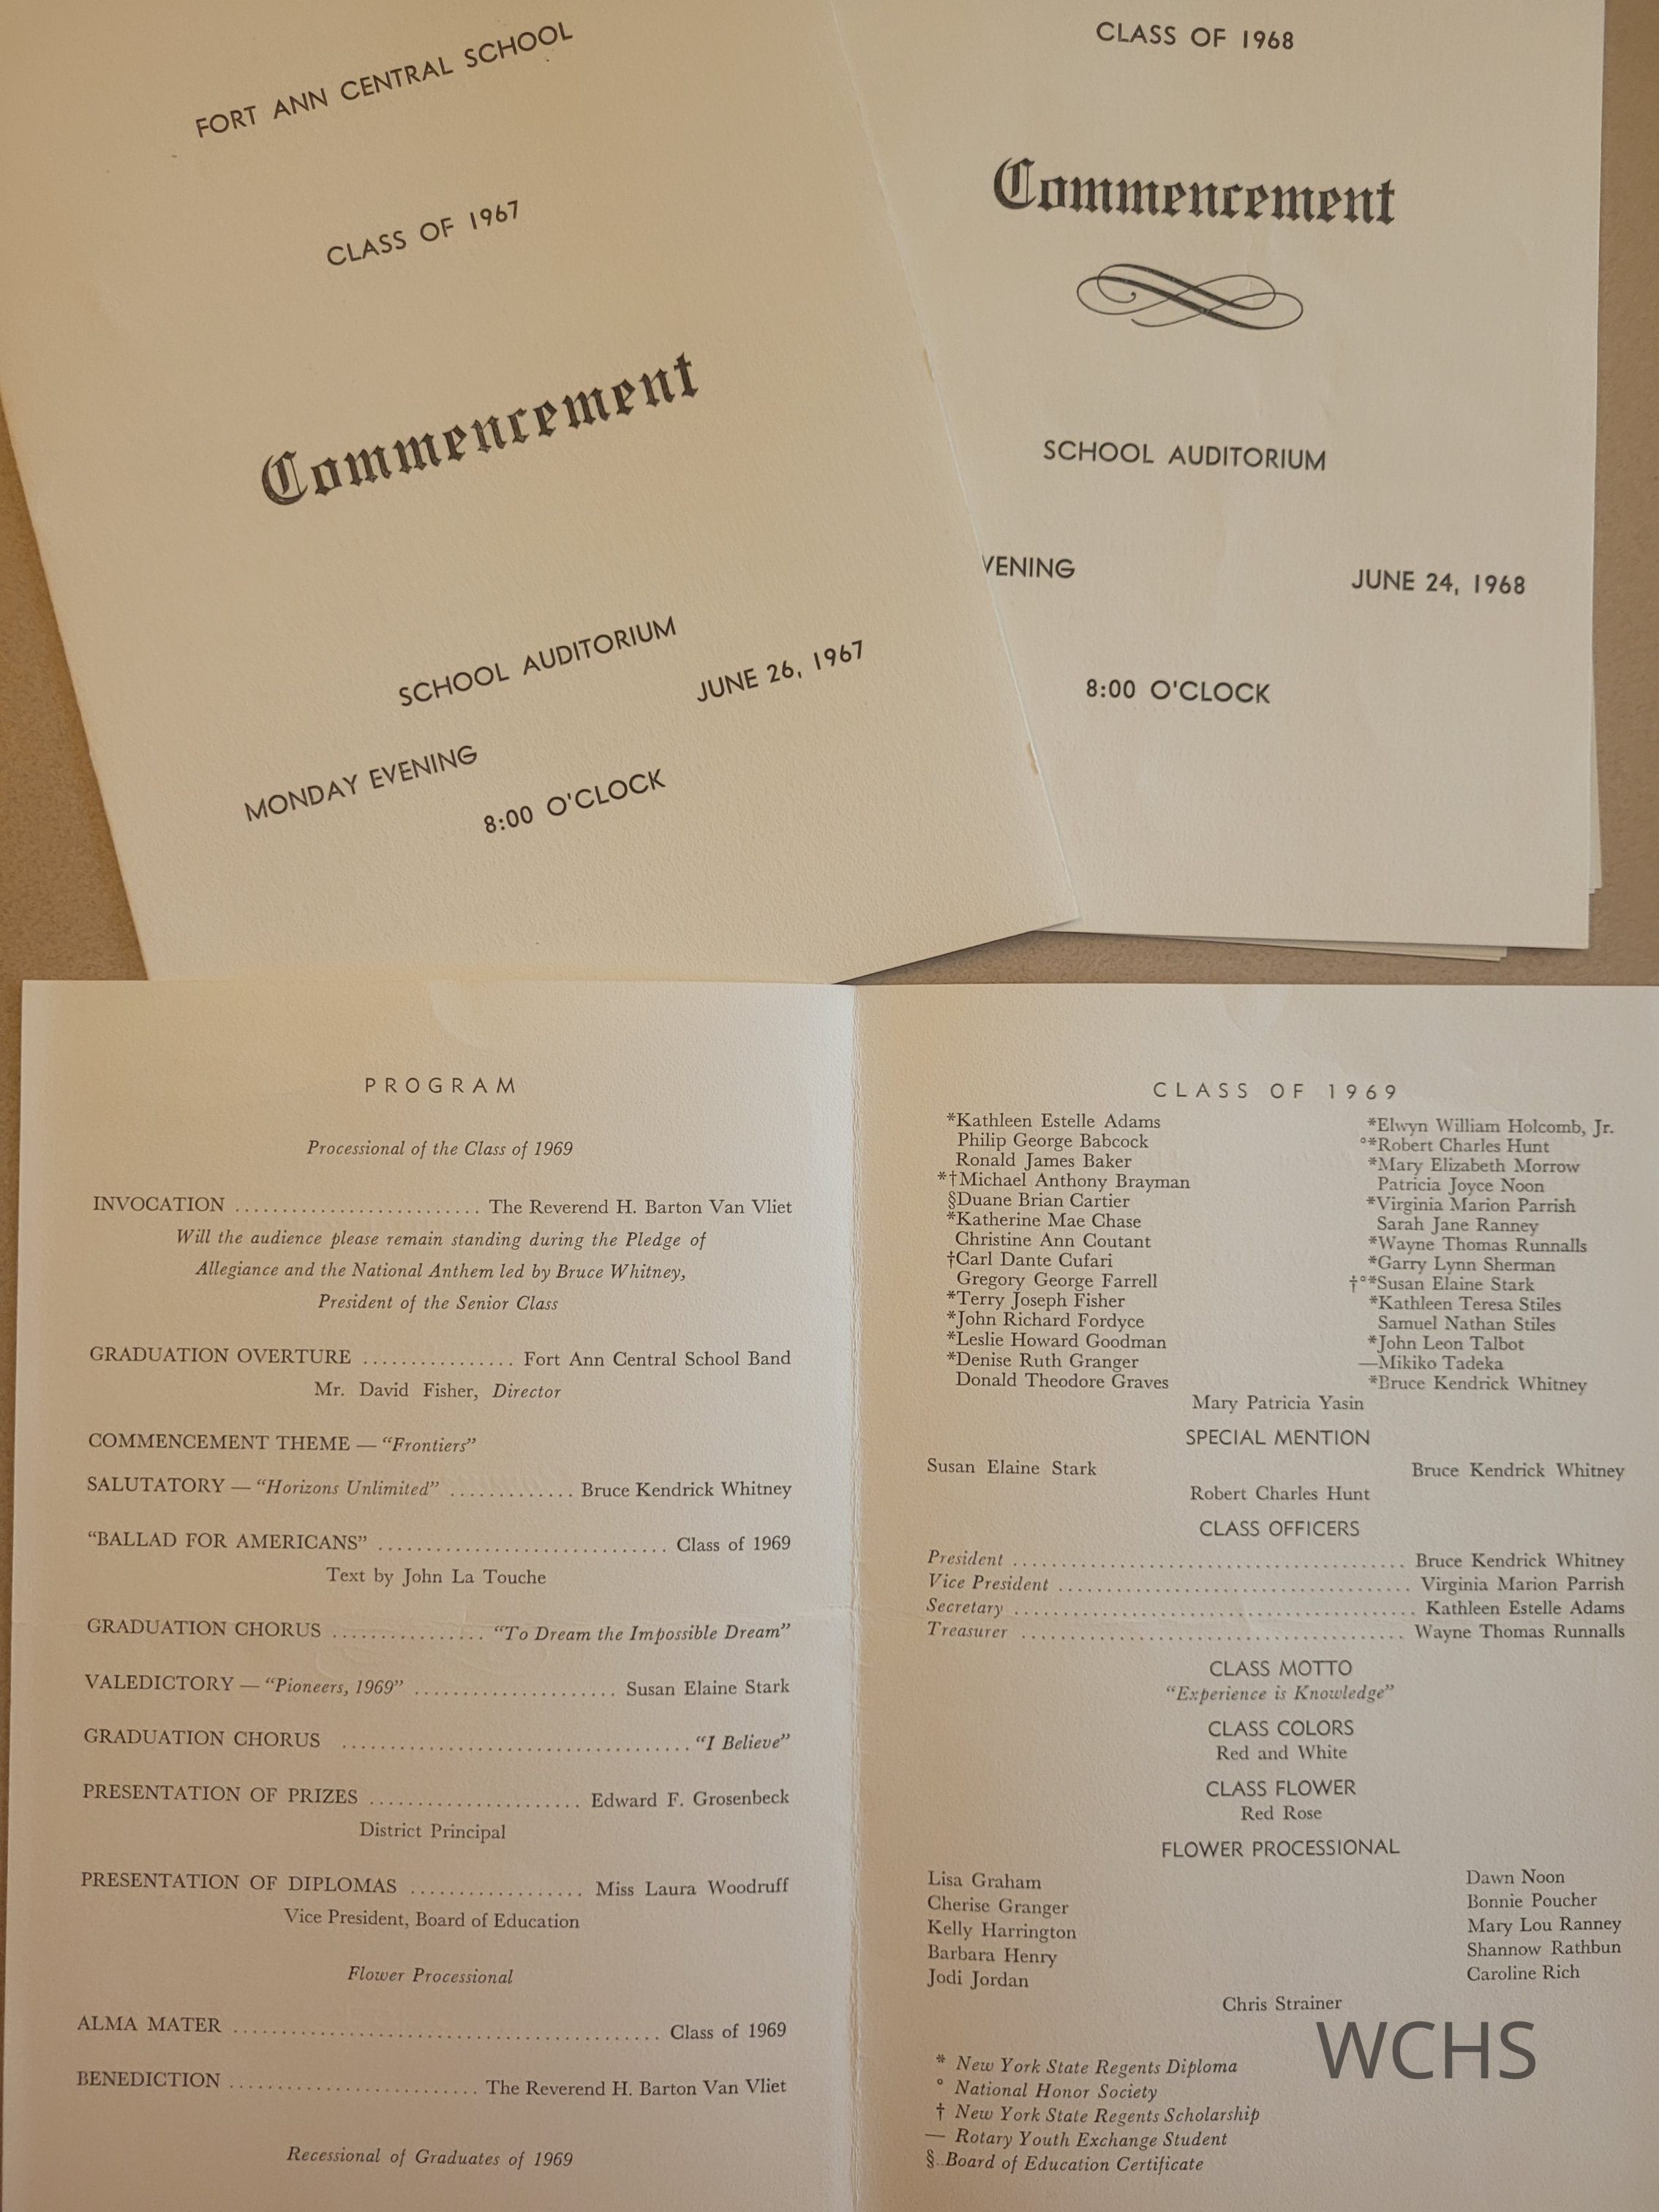 FORT ANN CENTRAL SCHOOL
CLASS OF 1967
Commencement
SCHOOL AUDITORIUM
MONDAY EVENING JUNE 26, 1967
8:00 O'CLOCK
CLASS OF 1968
Commencement
SCHOOL AUDITORIUM
VENING JUNE 24, 1968
8:00 O'CLOCK
PROGRAM
Processional of the Class of 1969
INVOCATION ......................... The Reverend H. Barton Van Vliet
Will the audience please remain standing during the Pledge of
Allegiance and the National Anthem led by Bruce Whitney,
President of the Senior Class
GRADUATION OVERTURE ................ Fort Ann Central School Band
Mr. David Fisher, Director
COMMENCEMENT THEME — “Frontiers”
SALUTATORY — “Horizons Unlimited” ............. Bruce Kendrick Whitney
“BALLAD FOR AMERICANS” .............................. Class of 1969
Text by John La Touche
GRADUATION CHORUS ................ “To Dream the Impossible Dream”
VALEDICTORY — “Pioneers, 1969” ..................... Susan Elaine Stark
GRADUATION CHORUS .................................... “I Believe”
PRESENTATION OF PRIZES ...................... Edward F. Grosenbeck
District Principal
PRESENTATION OF DIPLOMAS .................. Miss Laura Woodruff
Vice President, Board of Education
Flower Processional
ALMA MATER ............................................ Class of 1969
BENEDICTION .......................... The Reverend H. Barton Van Vliet
Recessional of Graduates of 1969
CLASS OF 1969
*Kathleen Estelle Adams
Philip George Babcock
Ronald James Baker
*†Michael Anthony Brayman
§Duane Brian Cartier
*Katherine Mae Chase
Christine Ann Coutant
†Carl Dante Cufari
Gregory George Farrell
*Terry Joseph Fisher
*John Richard Fordyce
*Leslie Howard Goodman
*Denise Ruth Granger
Donald Theodore Graves
*Elwyn William Holcomb, Jr.
°*Robert Charles Hunt
*Mary Elizabeth Morrow
Patricia Joyce Noon
*Virginia Marion Parrish
Sarah Jane Ranney
*Wayne Thomas Runnalls
*Garry Lynn Sherman
†°*Susan Elaine Stark
*Kathleen Teresa Stiles
Samuel Nathan Stiles
*John Leon Talbot
—Mikiko Tadeka
*Bruce Kendrick Whitney
Mary Patricia Yasin
SPECIAL MENTION
Susan Elaine Stark Bruce Kendrick Whitney
Robert Charles Hunt
CLASS OFFICERS
President ......................................... Bruce Kendrick Whitney
Vice President ..................................... Virginia Marion Parrish
Secretary .......................................... Kathleen Estelle Adams
Treasurer ........................................ Wayne Thomas Runnalls
CLASS MOTTO
“Experience is Knowledge”
CLASS COLORS
Red and White
CLASS FLOWER
Red Rose
FLOWER PROCESSIONAL
Lisa Graham
Cherise Granger
Kelly Harrington
Barbara Henry
Jodi Jordan
Dawn Noon
Bonnie Poucher
Mary Lou Ranney
Shannow Rathbun
Caroline Rich
Chris Strainer
* New York State Regents Diploma
° National Honor Society
† New York State Regents Scholarship
— Rotary Youth Exchange Student
§ Board of Education Certificate
WCHS